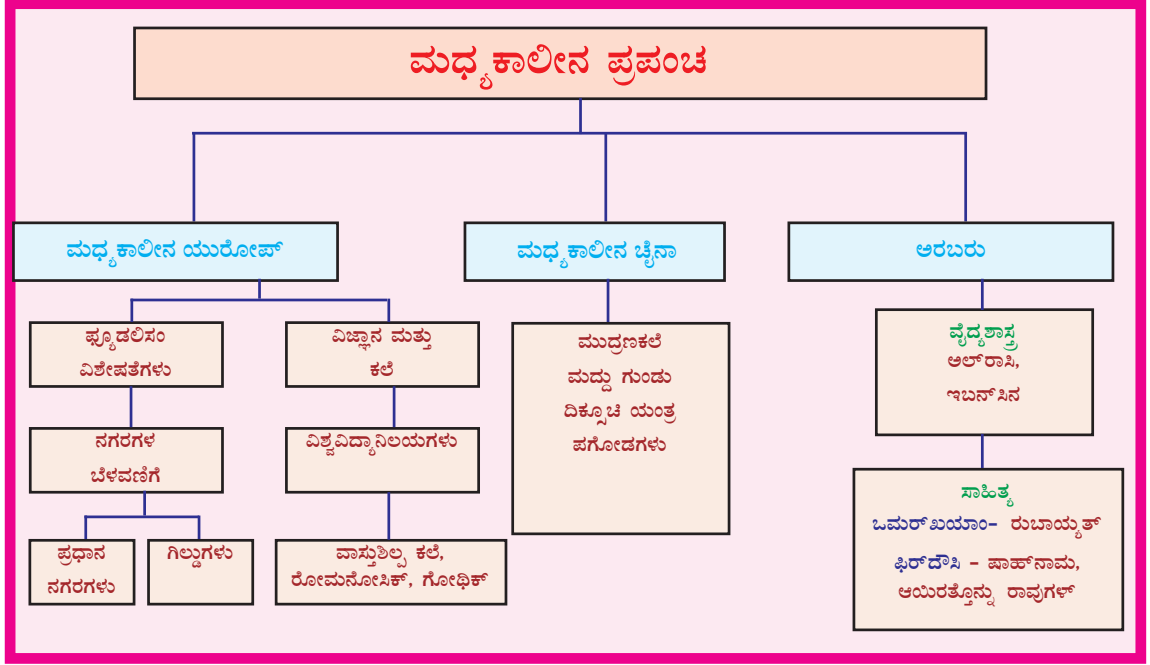 ಮಧ್ಯಕಾಲೀನ ಪ್ರಪಂಚ
ಮಧ್ಯಕಾಲೀನ ಯುರೋಪ್
ಫ್ಯೂಡಲಿಸಂ
ವಿಶೇಷತೆಗಳು
ನಗರಗಳ
ಬೆಳವಣಿಗೆ
ಪ್ರಧಾನ
ನಗರಗಳು
ಗಿಲ್ಡುಗಳು
ವಿಜ್ಞಾನ ಮತ್ತು
ಕಲೆ
ವಿಶ್ವವಿದ್ಯಾನಿಲಯಗಳು
ವಾಸ್ತುಶಿಲ್ಪ ಕಲೆ,
ರೋಮನೋಸಿಕ್, ಗೋಥಿಕ್
ಮಧ್ಯಕಾಲೀನ ಚೈನಾ
ಮುದ್ರಣಕಲೆ
ಮದ್ದು ಗುಂಡು
ದಿಕ್ಸೂಚಿ ಯಂತ್ರ
ಪಗೋಡಗಳು
ಅರಬರು
ವೈದ್ಯಶಾಸ್ತ್ರ
ಅಲ್‌ರಾಸಿ,
ಇಬನ್‌ಸಿನ
ಸಾಹಿತ್ಯ
ಒಮರ್‌ಖಯಾಂ- ರುಬಾಯ್ಯತ್
ಫಿರ್‌ದೌಸಿ - ಷಾಹ್‌ನಾಮ,
ಆಯಿರತ್ತೊನ್ನು ರಾವುಗಳ್